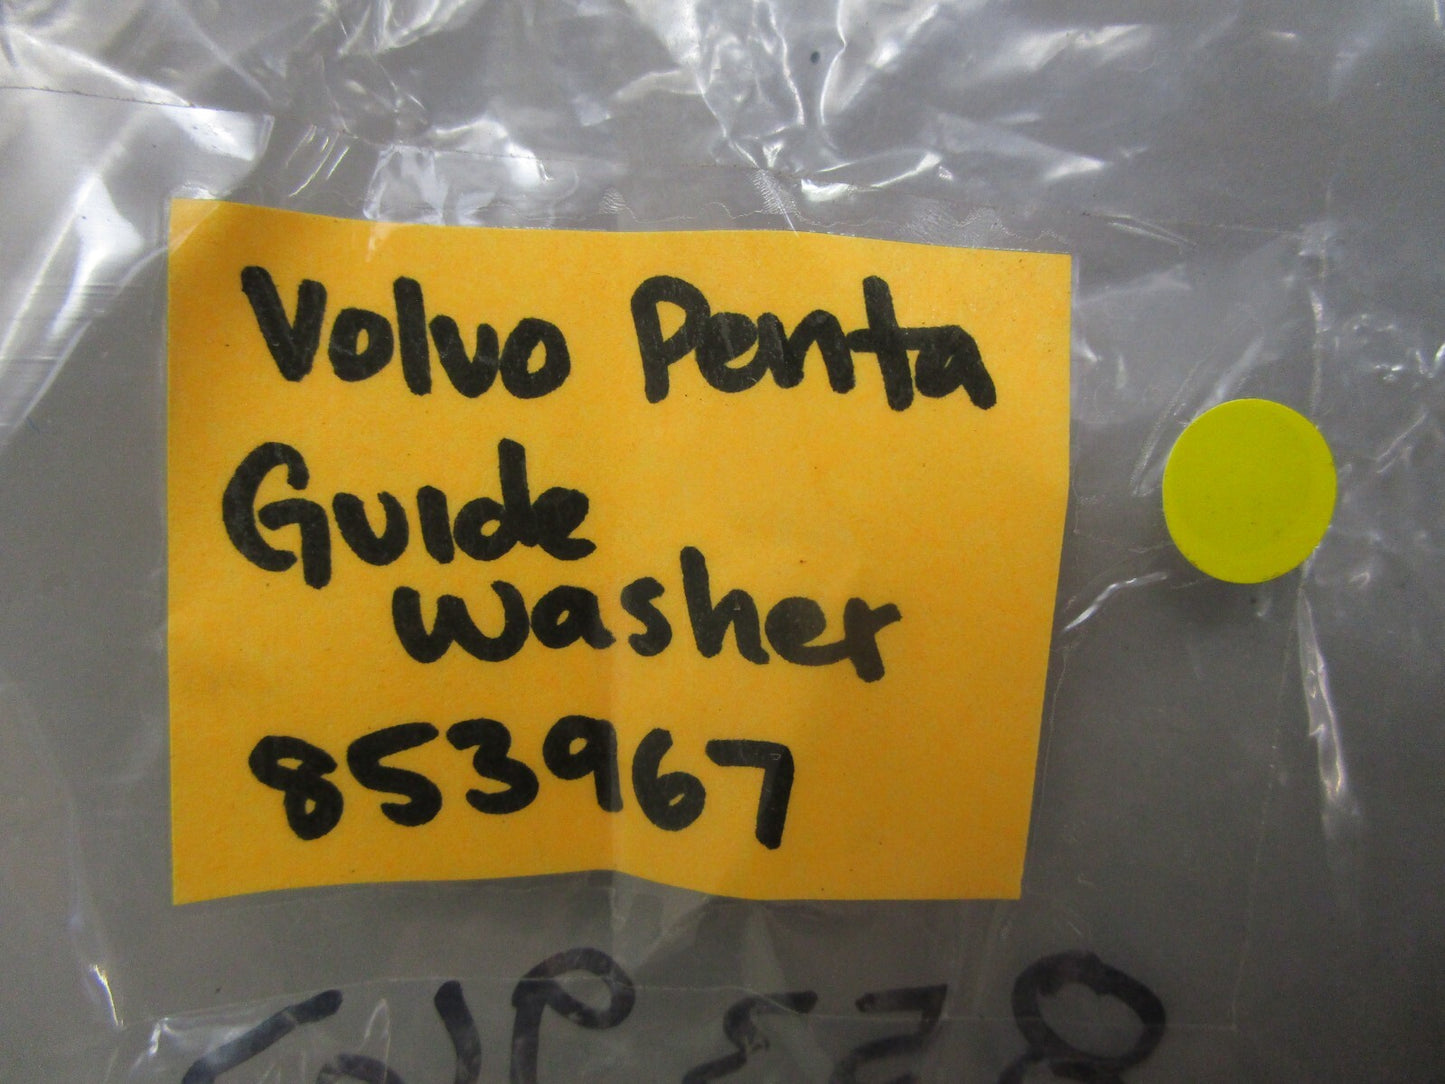 Volvo Penta
Guide
washer
853967